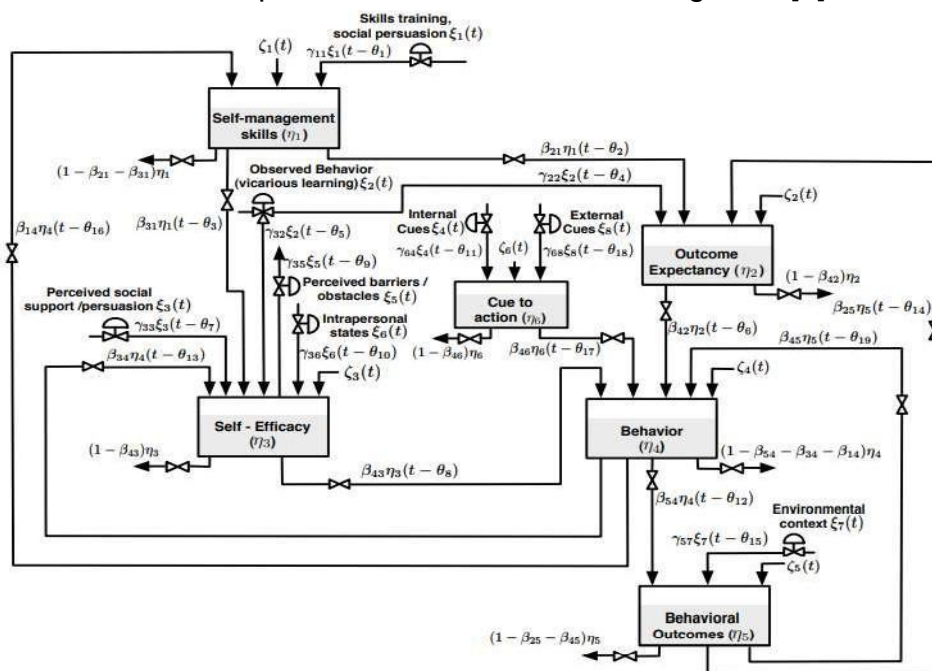 Skills training,
social persuasion ξ₁(t)
ζ₁(t)
γ₁₁ξ₁(t − θ₁)
Self-management
skills (η₁)
(1 − β₂₁ − β₃₁)η₁
β₂₁η₁(t − θ₂)
Observed Behavior
(vicarious learning) ξ₂(t)
γ₂₂ξ₂(t − θ₄)
β₁₄η₄(t − θ₁₆)
β₃₁η₁(t − θ₃)
γ₃₂ξ₂(t − θ₅)
Internal
Cues ξ₄(t)
External
Cues ξ₈(t)
ζ₂(t)
γ₆₄ξ₄(t − θ₁₁)
ζ₆(t)
γ₆₈ξ₈(t − θ₁₈)
Outcome
Expectancy (η₂)
γ₃₅ξ₅(t − θ₉)
Perceived barriers /
obstacles ξ₅(t)
(1 − β₄₂)η₂
Perceived social
support /persuasion ξ₃(t)
Cue to
action (η₆)
β₂₅η₅(t − θ₁₄)
Intrapersonal
states ξ₆(t)
γ₃₃ξ₃(t − θ₇)
β₄₂η₂(t − θ₆)
β₃₄η₄(t − θ₁₃)
γ₃₆ξ₆(t − θ₁₀)
(1 − β₄₆)η₆
β₄₆η₆(t − θ₁₇)
β₄₅η₅(t − θ₁₉)
ζ₃(t)
ζ₄(t)
Self - Efficacy
(η₃)
Behavior
(η₄)
(1 − β₄₃)η₃
β₄₃η₃(t − θ₈)
(1 − β₅₄ − β₃₄ − β₁₄)η₄
β₅₄η₄(t − θ₁₂)
Environmental
context ξ₇(t)
γ₅₇ξ₇(t − θ₁₅)
ζ₅(t)
Behavioral
Outcomes (η₅)
(1 − β₂₅ − β₄₅)η₅